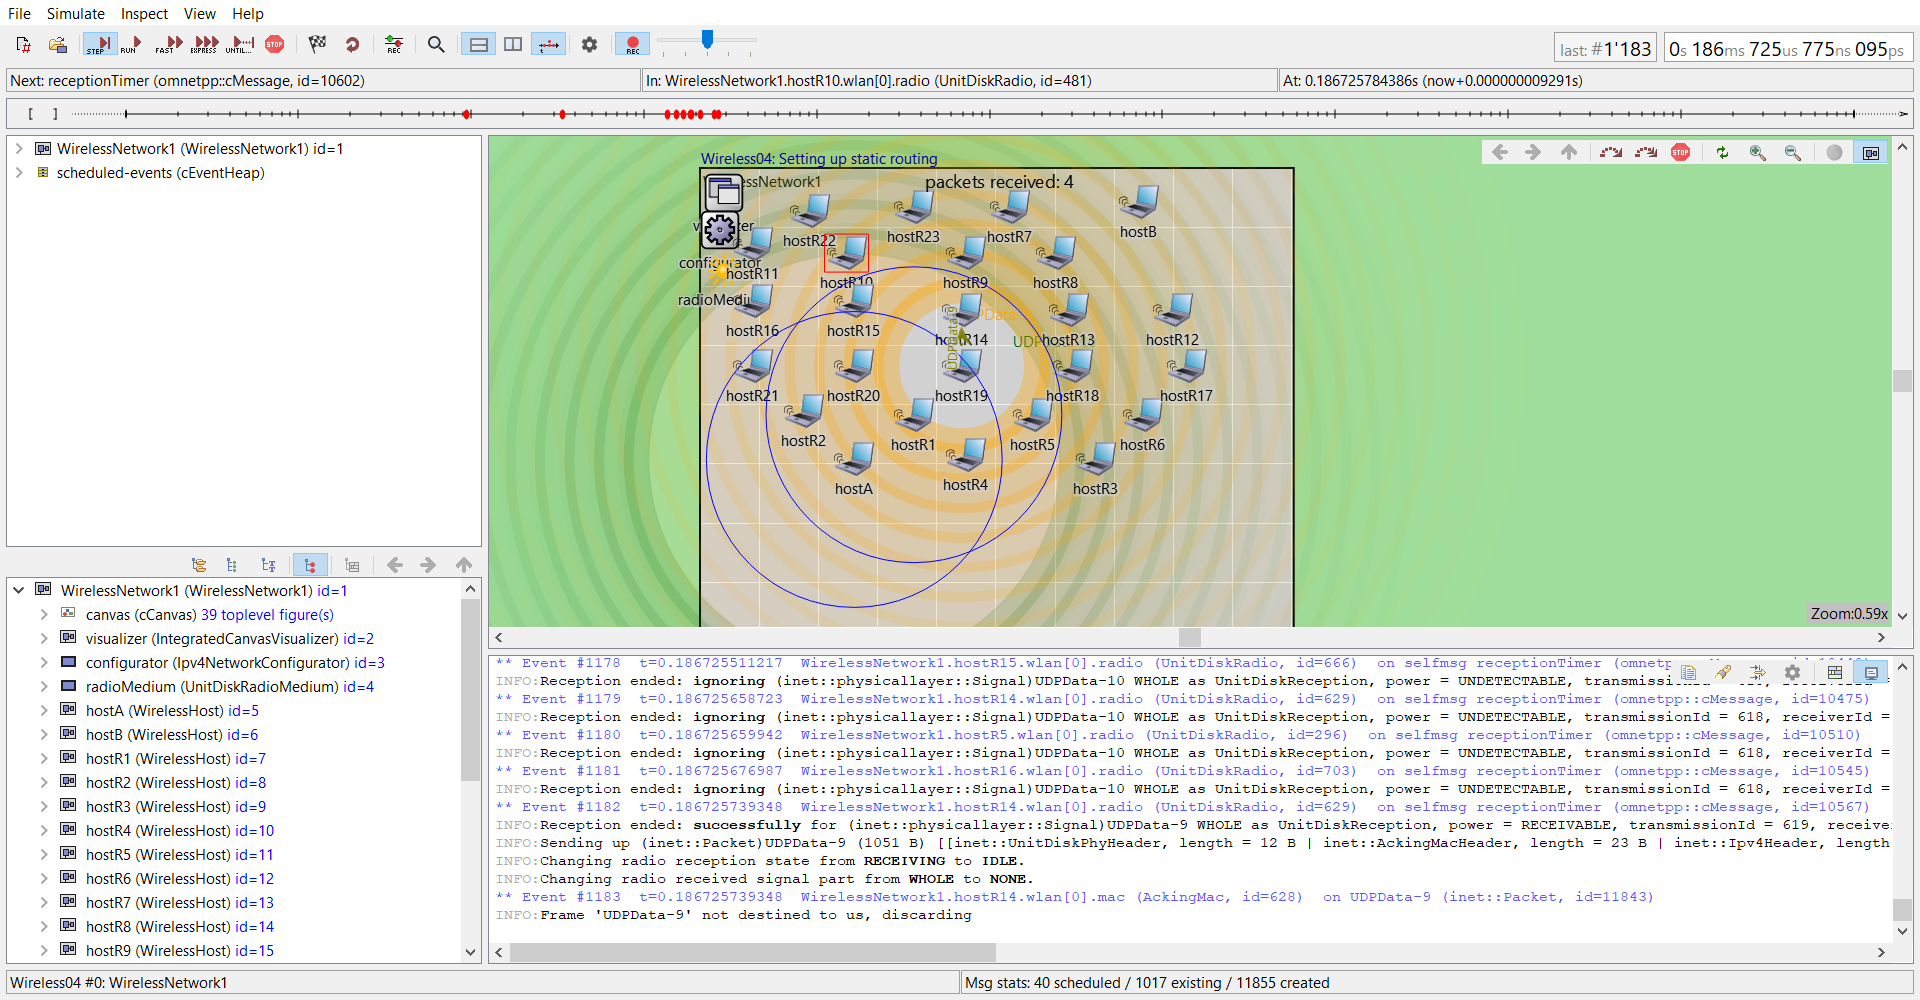 File Simulate Inspect View Help
STEP RUN FAST EXPRESS UNTIL... STOP REC REC
last: #1'183 0s 186ms 725us 775ns 095ps
Next: receptionTimer (omnetpp::cMessage, id=10602) In: WirelessNetwork1.hostR10.wlan[0].radio (UnitDiskRadio, id=481) At: 0.186725784386s (now+0.000000009291s)
[ ]
WirelessNetwork1 (WirelessNetwork1) id=1
scheduled-events (cEventHeap)
WirelessNetwork1 (WirelessNetwork1) id=1
canvas (cCanvas) 39 toplevel figure(s)
visualizer (IntegratedCanvasVisualizer) id=2
configurator (Ipv4NetworkConfigurator) id=3
radioMedium (UnitDiskRadioMedium) id=4
hostA (WirelessHost) id=5
hostB (WirelessHost) id=6
hostR1 (WirelessHost) id=7
hostR2 (WirelessHost) id=8
hostR3 (WirelessHost) id=9
hostR4 (WirelessHost) id=10
hostR5 (WirelessHost) id=11
hostR6 (WirelessHost) id=12
hostR7 (WirelessHost) id=13
hostR8 (WirelessHost) id=14
hostR9 (WirelessHost) id=15
Wireless04: Setting up static routing
STOP
packets received: 4
hostR22 hostR23 hostR7 hostB
configurator hostR11 hostR10 hostR9 hostR8
hostR16 hostR15 hostR14 hostR13 hostR12
UDPData-9
hostR21 hostR20 hostR19 hostR18 hostR17
hostR2 hostR1 hostR5 hostR6
hostA hostR4 hostR3
Zoom:0.59x
** Event #1178 t=0.186725511217 WirelessNetwork1.hostR15.wlan[0].radio (UnitDiskRadio, id=666) on selfmsg receptionTimer
INFO:Reception ended: ignoring (inet::physicallayer::Signal)UDPData-10 WHOLE as UnitDiskReception, power = UNDETECTABLE,
** Event #1179 t=0.186725658723 WirelessNetwork1.hostR14.wlan[0].radio (UnitDiskRadio, id=629) on selfmsg receptionTimer (omnetpp::cMessage, id=10475)
INFO:Reception ended: ignoring (inet::physicallayer::Signal)UDPData-10 WHOLE as UnitDiskReception, power = UNDETECTABLE, transmissionId = 618, receiverId =
** Event #1180 t=0.186725659942 WirelessNetwork1.hostR5.wlan[0].radio (UnitDiskRadio, id=296) on selfmsg receptionTimer (omnetpp::cMessage, id=10510)
INFO:Reception ended: ignoring (inet::physicallayer::Signal)UDPData-10 WHOLE as UnitDiskReception, power = UNDETECTABLE, transmissionId = 618, receiverId =
** Event #1181 t=0.186725676987 WirelessNetwork1.hostR16.wlan[0].radio (UnitDiskRadio, id=703) on selfmsg receptionTimer (omnetpp::cMessage, id=10545)
INFO:Reception ended: ignoring (inet::physicallayer::Signal)UDPData-10 WHOLE as UnitDiskReception, power = UNDETECTABLE, transmissionId = 618, receiverId =
** Event #1182 t=0.186725739348 WirelessNetwork1.hostR14.wlan[0].radio (UnitDiskRadio, id=629) on selfmsg receptionTimer (omnetpp::cMessage, id=10567)
INFO:Reception ended: successfully for (inet::physicallayer::Signal)UDPData-9 WHOLE as UnitDiskReception, power = RECEIVABLE, transmissionId = 619, receive
INFO:Sending up (inet::Packet)UDPData-9 (1051 B) [[inet::UnitDiskPhyHeader, length = 12 B | inet::AckingMacHeader, length = 23 B | inet::Ipv4Header, length
INFO:Changing radio reception state from RECEIVING to IDLE.
INFO:Changing radio received signal part from WHOLE to NONE.
** Event #1183 t=0.186725739348 WirelessNetwork1.hostR14.wlan[0].mac (AckingMac, id=628) on UDPData-9 (inet::Packet, id=11843)
INFO:Frame 'UDPData-9' not destined to us, discarding
Wireless04 #0: WirelessNetwork1 Msg stats: 40 scheduled / 1017 existing / 11855 created